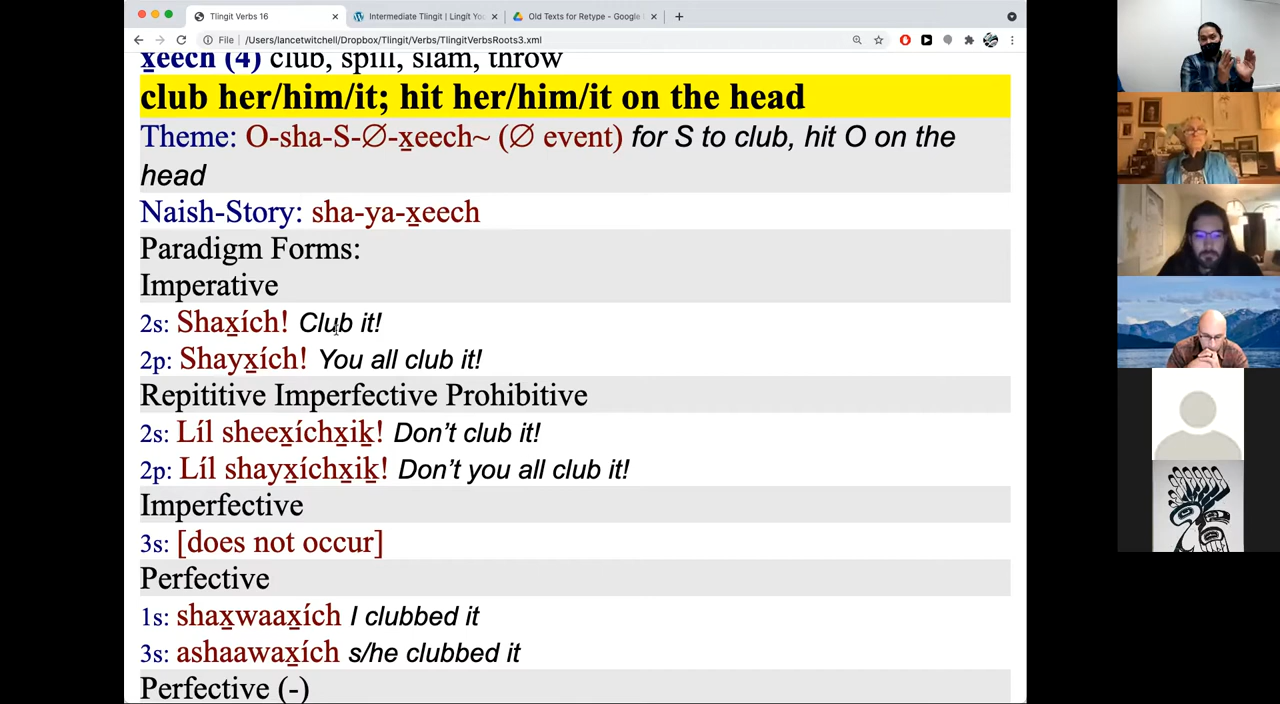 Tlingit Verbs 16
Intermediate Tlingit | Lingít Yoo
Old Texts for Retype - Google
File
/Users/lancetwitchell/Dropbox/Tlingit/Verbs/TlingitVerbsRoots3.xml
x̲eech (4) club, spill, slam, throw
club her/him/it; hit her/him/it on the head
Theme: O-sha-S-∅-x̲eech~ (∅ event) for S to club, hit O on the
head
Naish-Story: sha-ya-x̲eech
Paradigm Forms:
Imperative
2s: Shax̲ích! Club it!
2p: Shayx̲ích! You all club it!
Repititive Imperfective Prohibitive
2s: Líl sheex̲íchx̲ik̲! Don’t club it!
2p: Líl shayx̲íchx̲ik̲! Don’t you all club it!
Imperfective
3s: [does not occur]
Perfective
1s: shax̲waax̲ích I clubbed it
3s: ashaawax̲ích s/he clubbed it
Perfective (-)